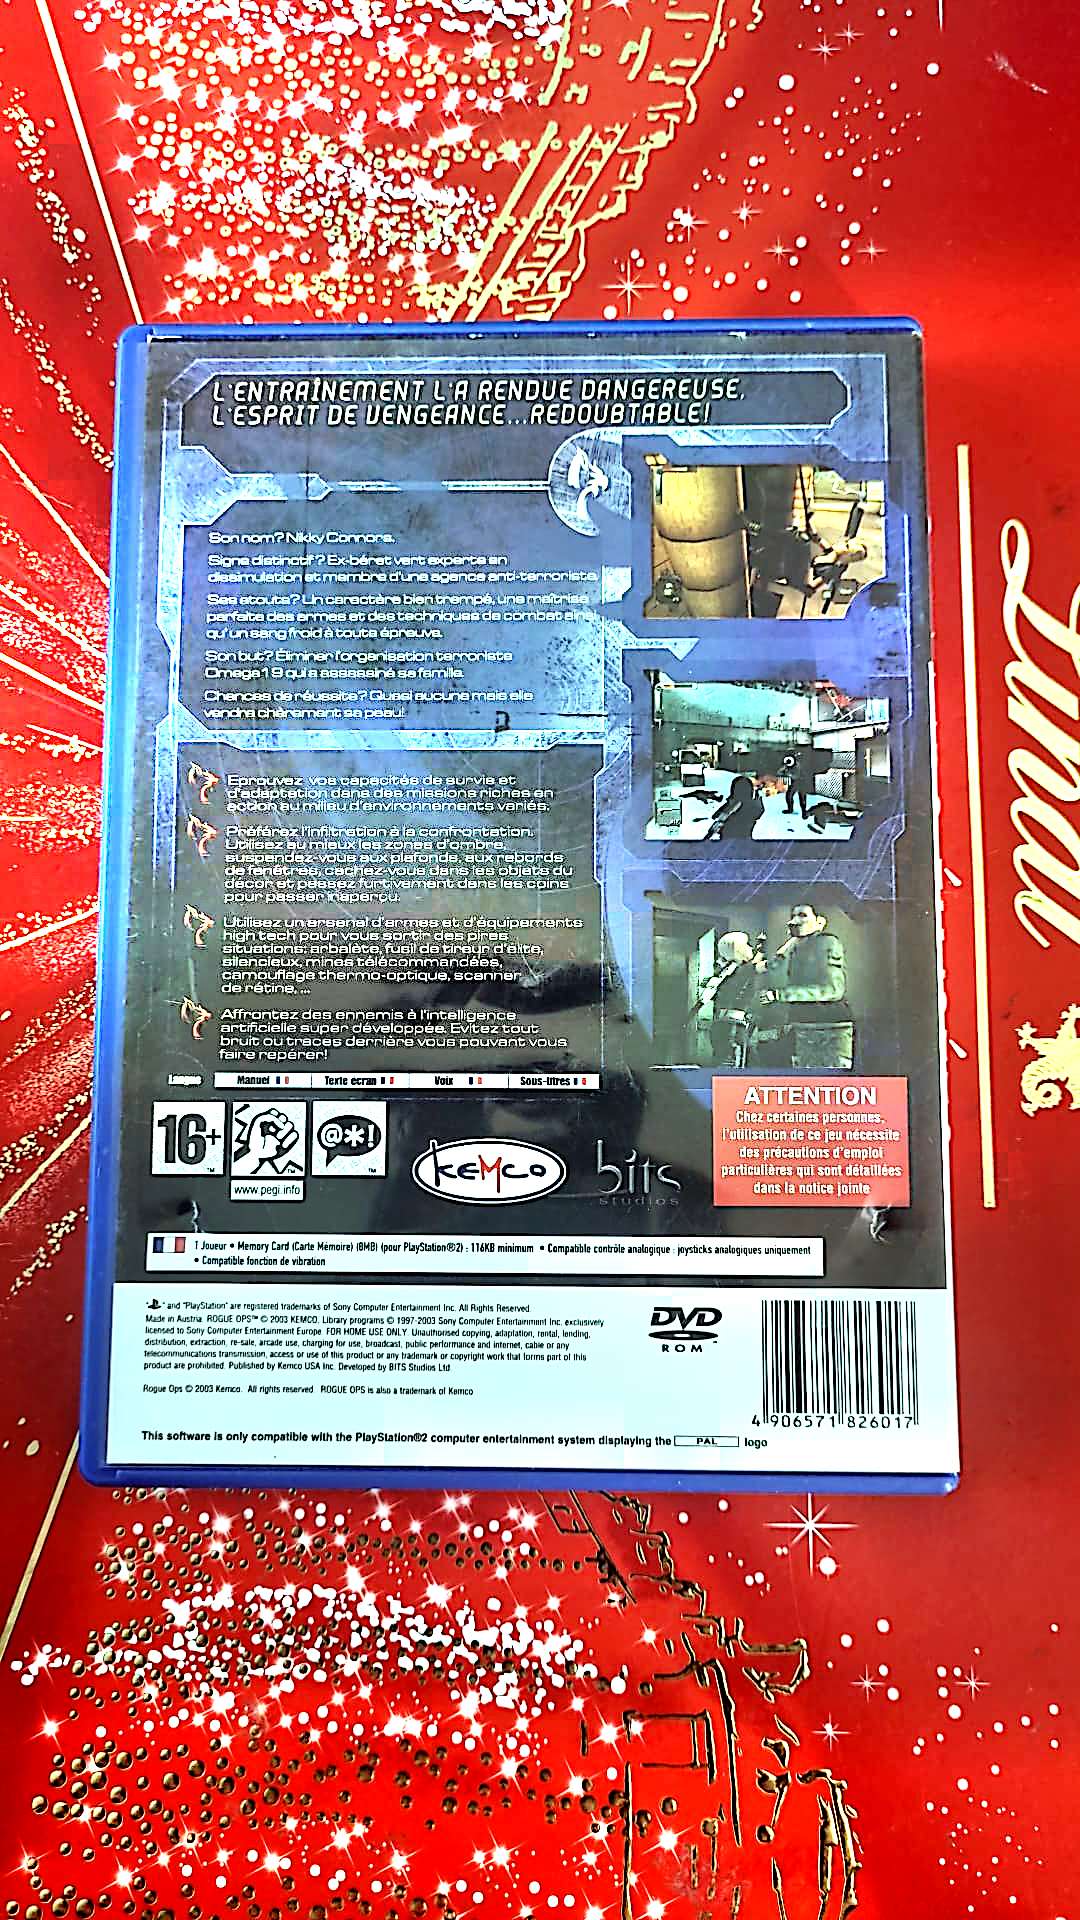 L'ENTRAÎNEMENT L'A RENDUE DANGEREUSE,
L'ESPRIT DE VENGEANCE...REDOUBTABLE!
Son nom? Nikky Connors.
Signe distinctif? Ex-béret vert experte en
dissimulation et membre d'une agence anti-terroriste.
Ses atouts? Un caractère bien trempé, une maîtrise
parfaite des armes et des techniques de combat ainsi
qu'un sang froid à toute épreuve.
Son but? Éliminer l'organisation terroriste
Omega 19 qui a assassiné sa famille.
Chances de réussite? Quasi aucune mais elle
vendra chèrement sa peau!
Eprouvez vos capacités de survie et
d'adaptation dans des missions riches en
action au milieu d'environnements variés.
Préférez l'infiltration à la confrontation.
Utilisez au mieux les zones d'ombre,
suspendez-vous aux plafonds, aux rebords
de fenêtres, cachez-vous dans les objets du
décor et passez furtivement dans les coins
pour passer inaperçu.
Utilisez un arsenal d'armes et d'équipements
high tech pour vous sortir des pires
situations: arbalète, fusil de tireur d'élite,
silencieux, mines télécommandées,
camouflage thermo-optique, scanner
de rétine, ...
Affrontez des ennemis à l'intelligence
artificielle super développée. Evitez tout
bruit ou traces derrière vous pouvant vous
faire repérer!
Langue Manuel Texte ecran Voix Sous-titres
16+ ™
@*!
www.pegi.info
KEMCO
bits
studios
ATTENTION
Chez certaines personnes,
l'utilisation de ce jeu nécessite
des précautions d'emploi
particulières qui sont détaillées
dans la notice jointe
1 Joueur • Memory Card (Carte Mémoire) (8MB) (pour PlayStation®2) : 116KB minimum • Compatible contrôle analogique : joysticks analogiques uniquement
• Compatible fonction de vibration
" " and "PlayStation" are registered trademarks of Sony Computer Entertainment Inc. All Rights Reserved.
Made in Austria. ROGUE OPS™ © 2003 KEMCO. Library programs © 1997-2003 Sony Computer Entertainment Inc. exclusively
licensed to Sony Computer Entertainment Europe. FOR HOME USE ONLY. Unauthorised copying, adaptation, rental, lending,
distribution, extraction, re-sale, arcade use, charging for use, broadcast, public performance and internet, cable or any
telecommunications transmission, access or use of this product or any trademark or copyright work that forms part of this
product are prohibited. Published by Kemco USA Inc. Developed by BITS Studios Ltd.
Rogue Ops © 2003 Kemco. All rights reserved. ROGUE OPS is also a trademark of Kemco
DVD
ROM
4 906571 826017
This software is only compatible with the PlayStation®2 computer entertainment system displaying the PAL logo
Lindt